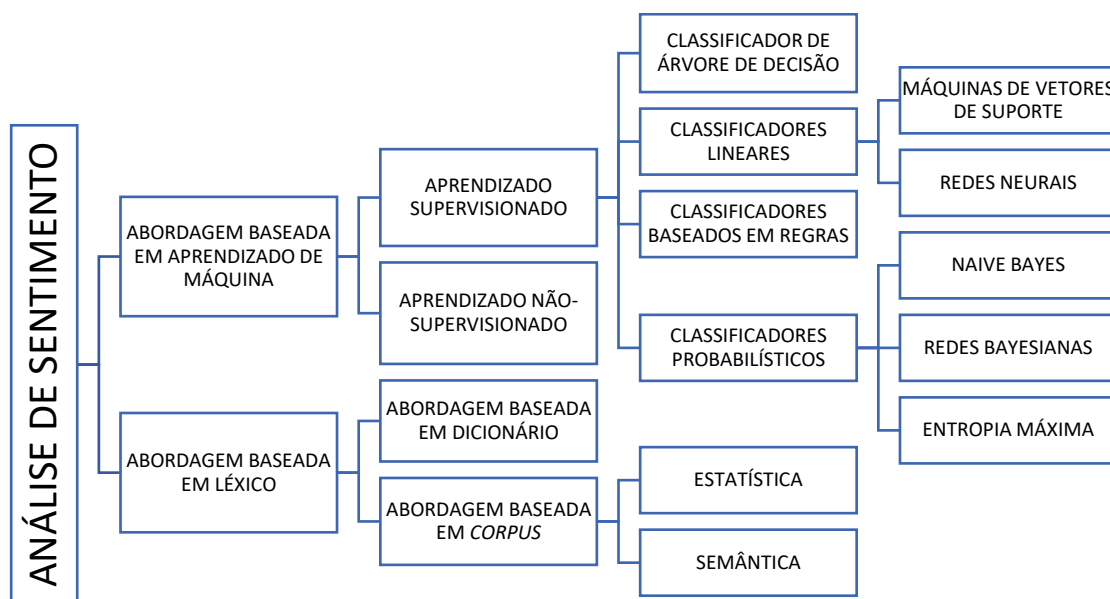 ANÁLISE DE SENTIMENTO
ABORDAGEM BASEADA
EM APRENDIZADO DE
MÁQUINA
APRENDIZADO
SUPERVISIONADO
CLASSIFICADOR DE
ÁRVORE DE DECISÃO
CLASSIFICADORES
LINEARES
MÁQUINAS DE VETORES
DE SUPORTE
REDES NEURAIS
CLASSIFICADORES
BASEADOS EM REGRAS
CLASSIFICADORES
PROBABILÍSTICOS
NAIVE BAYES
REDES BAYESIANAS
ENTROPIA MÁXIMA
APRENDIZADO NÃO-
SUPERVISIONADO
ABORDAGEM BASEADA
EM LÉXICO
ABORDAGEM BASEADA
EM DICIONÁRIO
ABORDAGEM BASEADA
EM CORPUS
ESTATÍSTICA
SEMÂNTICA